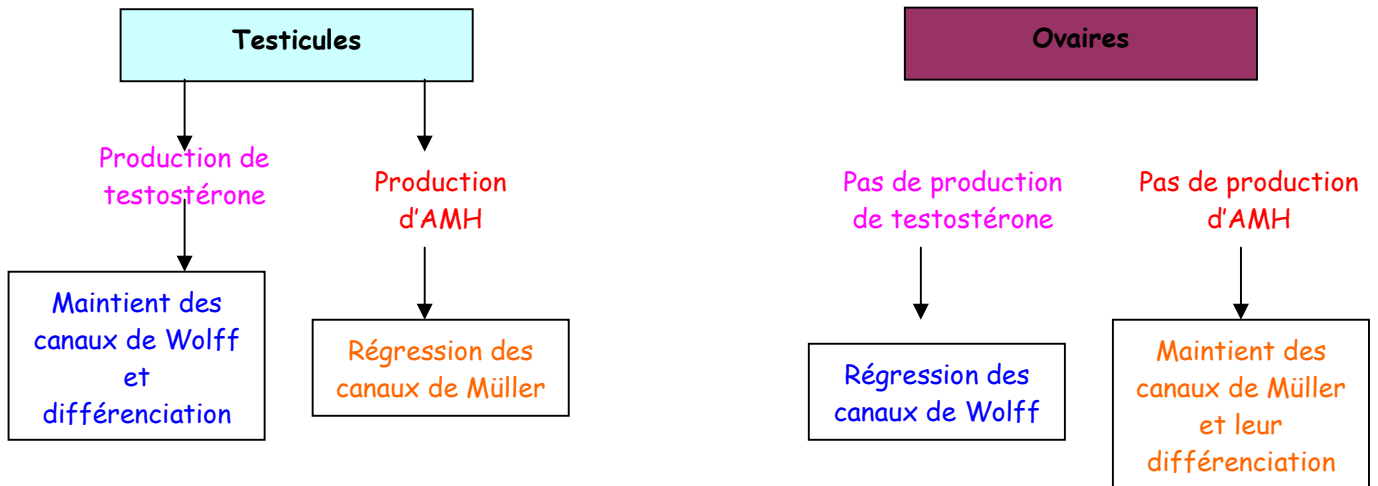 Testicules
Production de
testostérone
Production
d'AMH
Maintient des
canaux de Wolff
et
différenciation
Régression des
canaux de Müller
Ovaires
Pas de production
de testostérone
Pas de production
d'AMH
Régression des
canaux de Wolff
Maintient des
canaux de Müller
et leur
différenciation